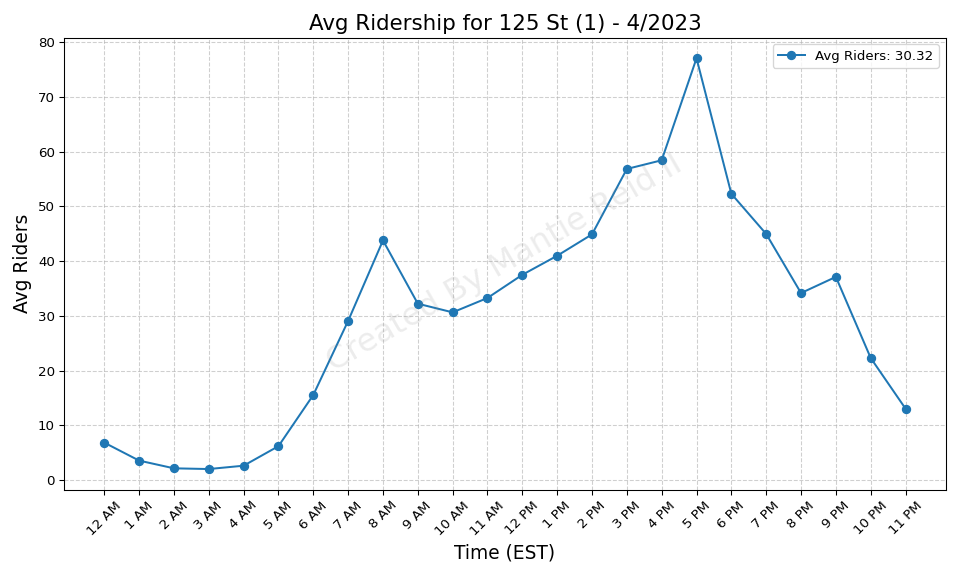 Avg Ridership for 125 St (1) - 4/2023
Avg Riders: 30.32
80
70
60
50
40
30
20
10
0
Avg Riders
Created By Mantle Reid II
12 AM
1 AM
2 AM
3 AM
4 AM
5 AM
6 AM
7 AM
8 AM
9 AM
10 AM
11 AM
12 PM
1 PM
2 PM
3 PM
4 PM
5 PM
6 PM
7 PM
8 PM
9 PM
10 PM
11 PM
Time (EST)